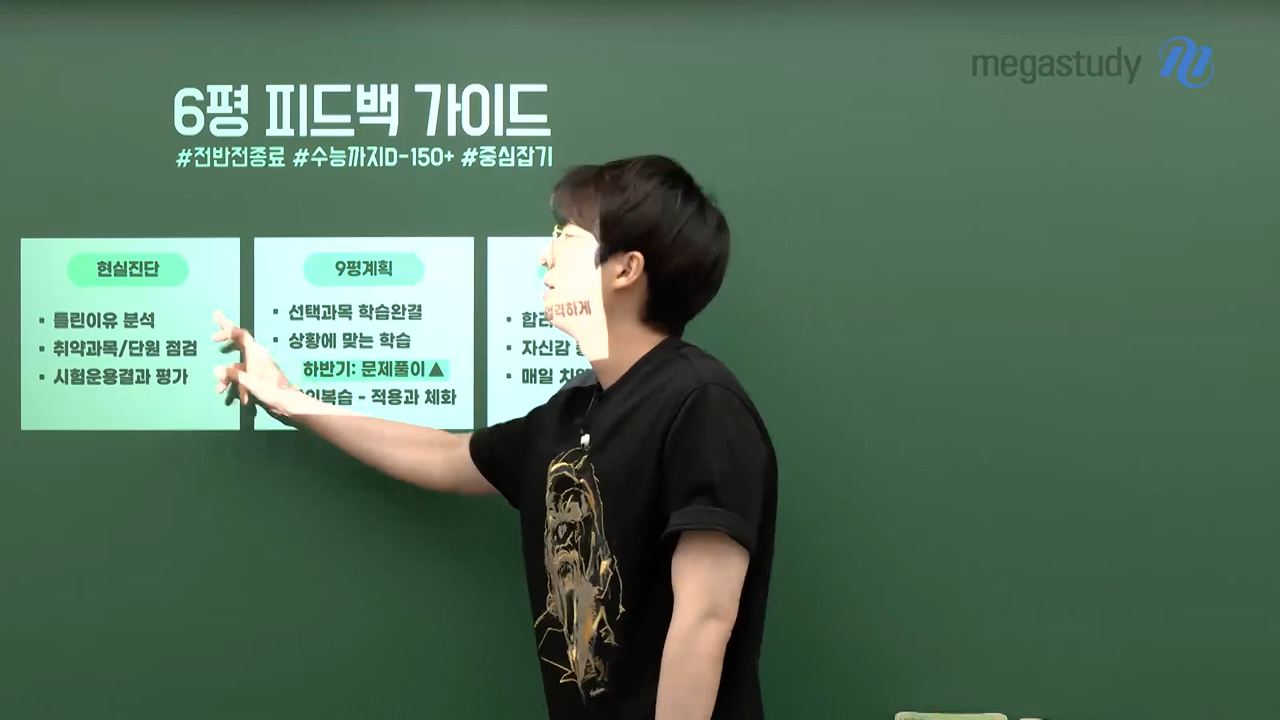 megastudy
6평 피드백 가이드
#전반전종료 #수능까지D-150+ #중심잡기
현실진단
▪ 틀린이유 분석
▪ 취약과목/단원 점검
▪ 시험운용결과 평가
9평계획
▪ 선택과목 학습완결
▪ 상황에 맞는 학습
하반기: 문제풀이▲
적용과 체화
▪ 자신감
▪ 매일